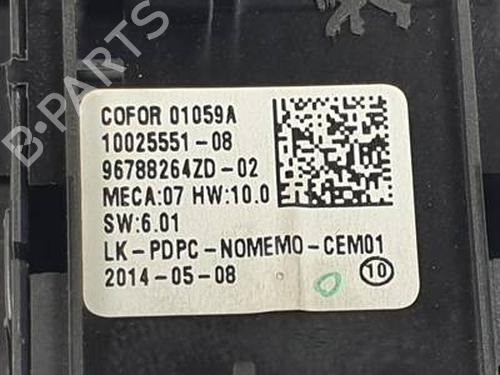 B-PARTS
COFOR 01059A
10025551-08
96788264ZD-02
MECA:07 HW:10.0
SW:6.01
LK-PDPC-NOMEMO-CEM01
2014-05-08
10